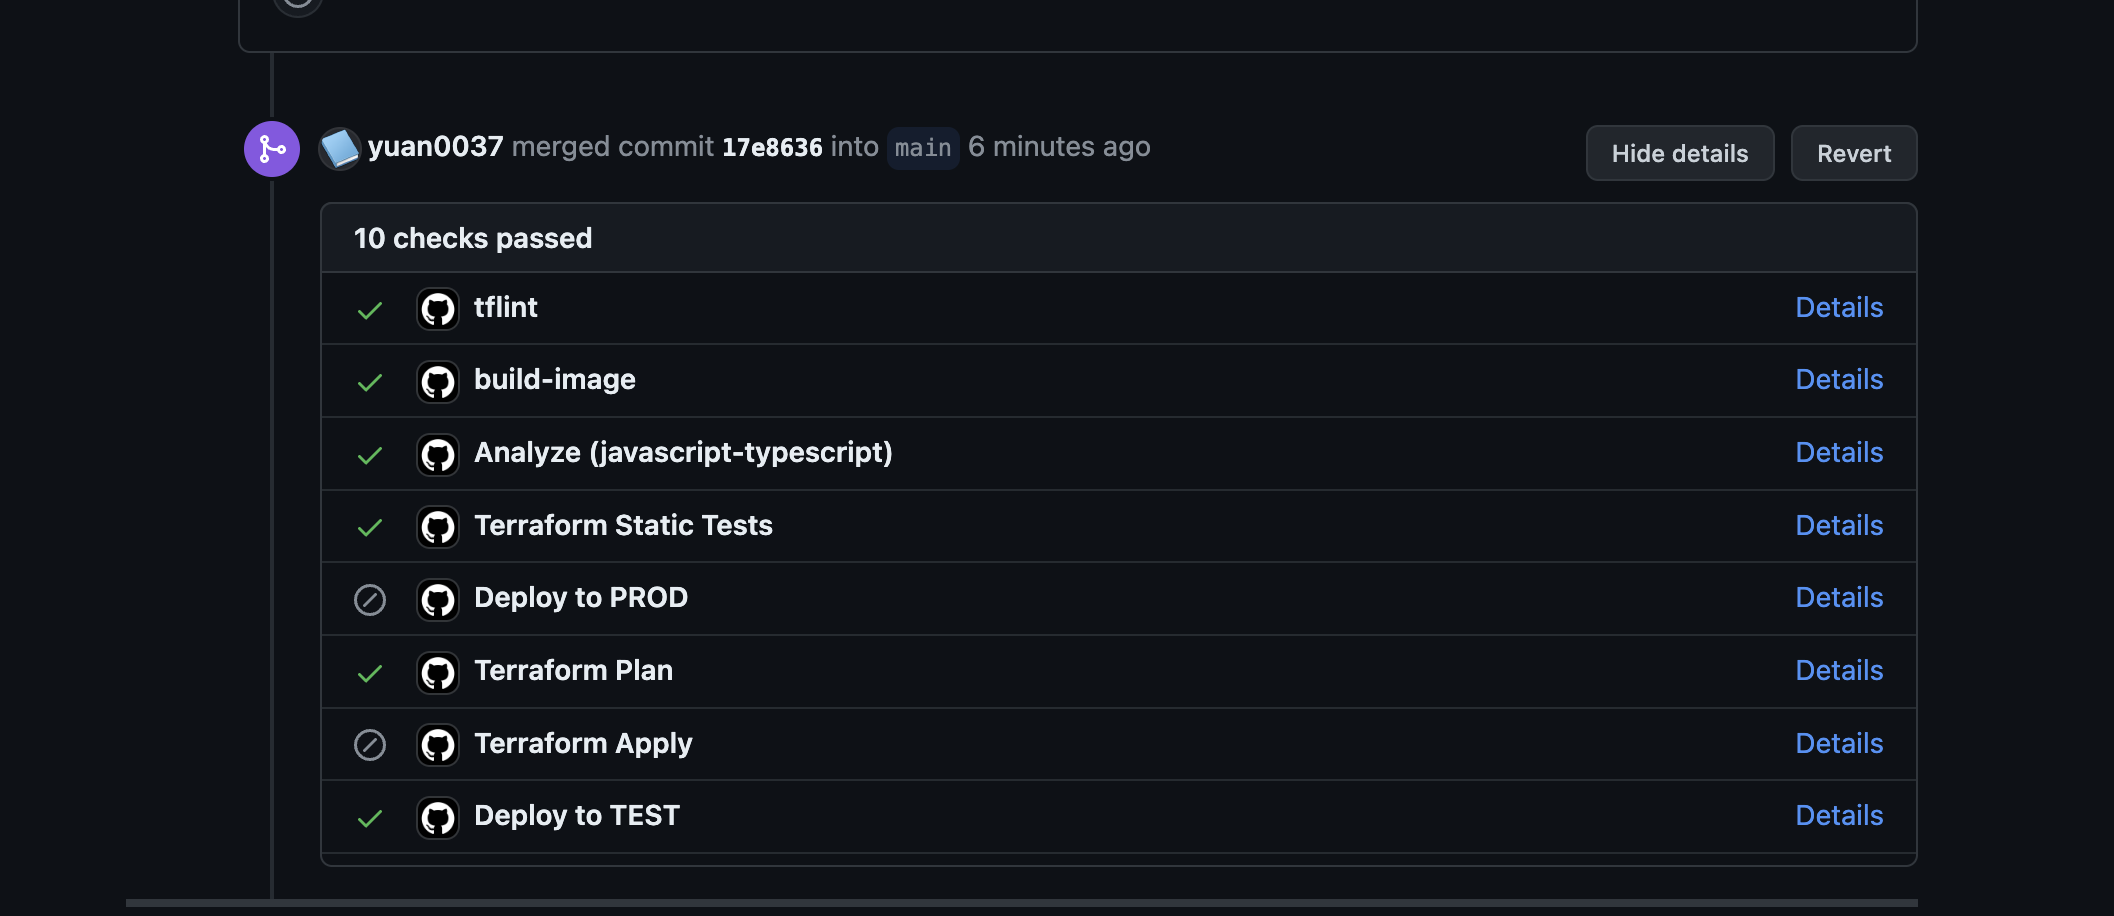 yuan0037 merged commit 17e8636 into main 6 minutes ago
Hide details
Revert
10 checks passed
tflint Details
build-image Details
Analyze (javascript-typescript) Details
Terraform Static Tests Details
Deploy to PROD Details
Terraform Plan Details
Terraform Apply Details
Deploy to TEST Details